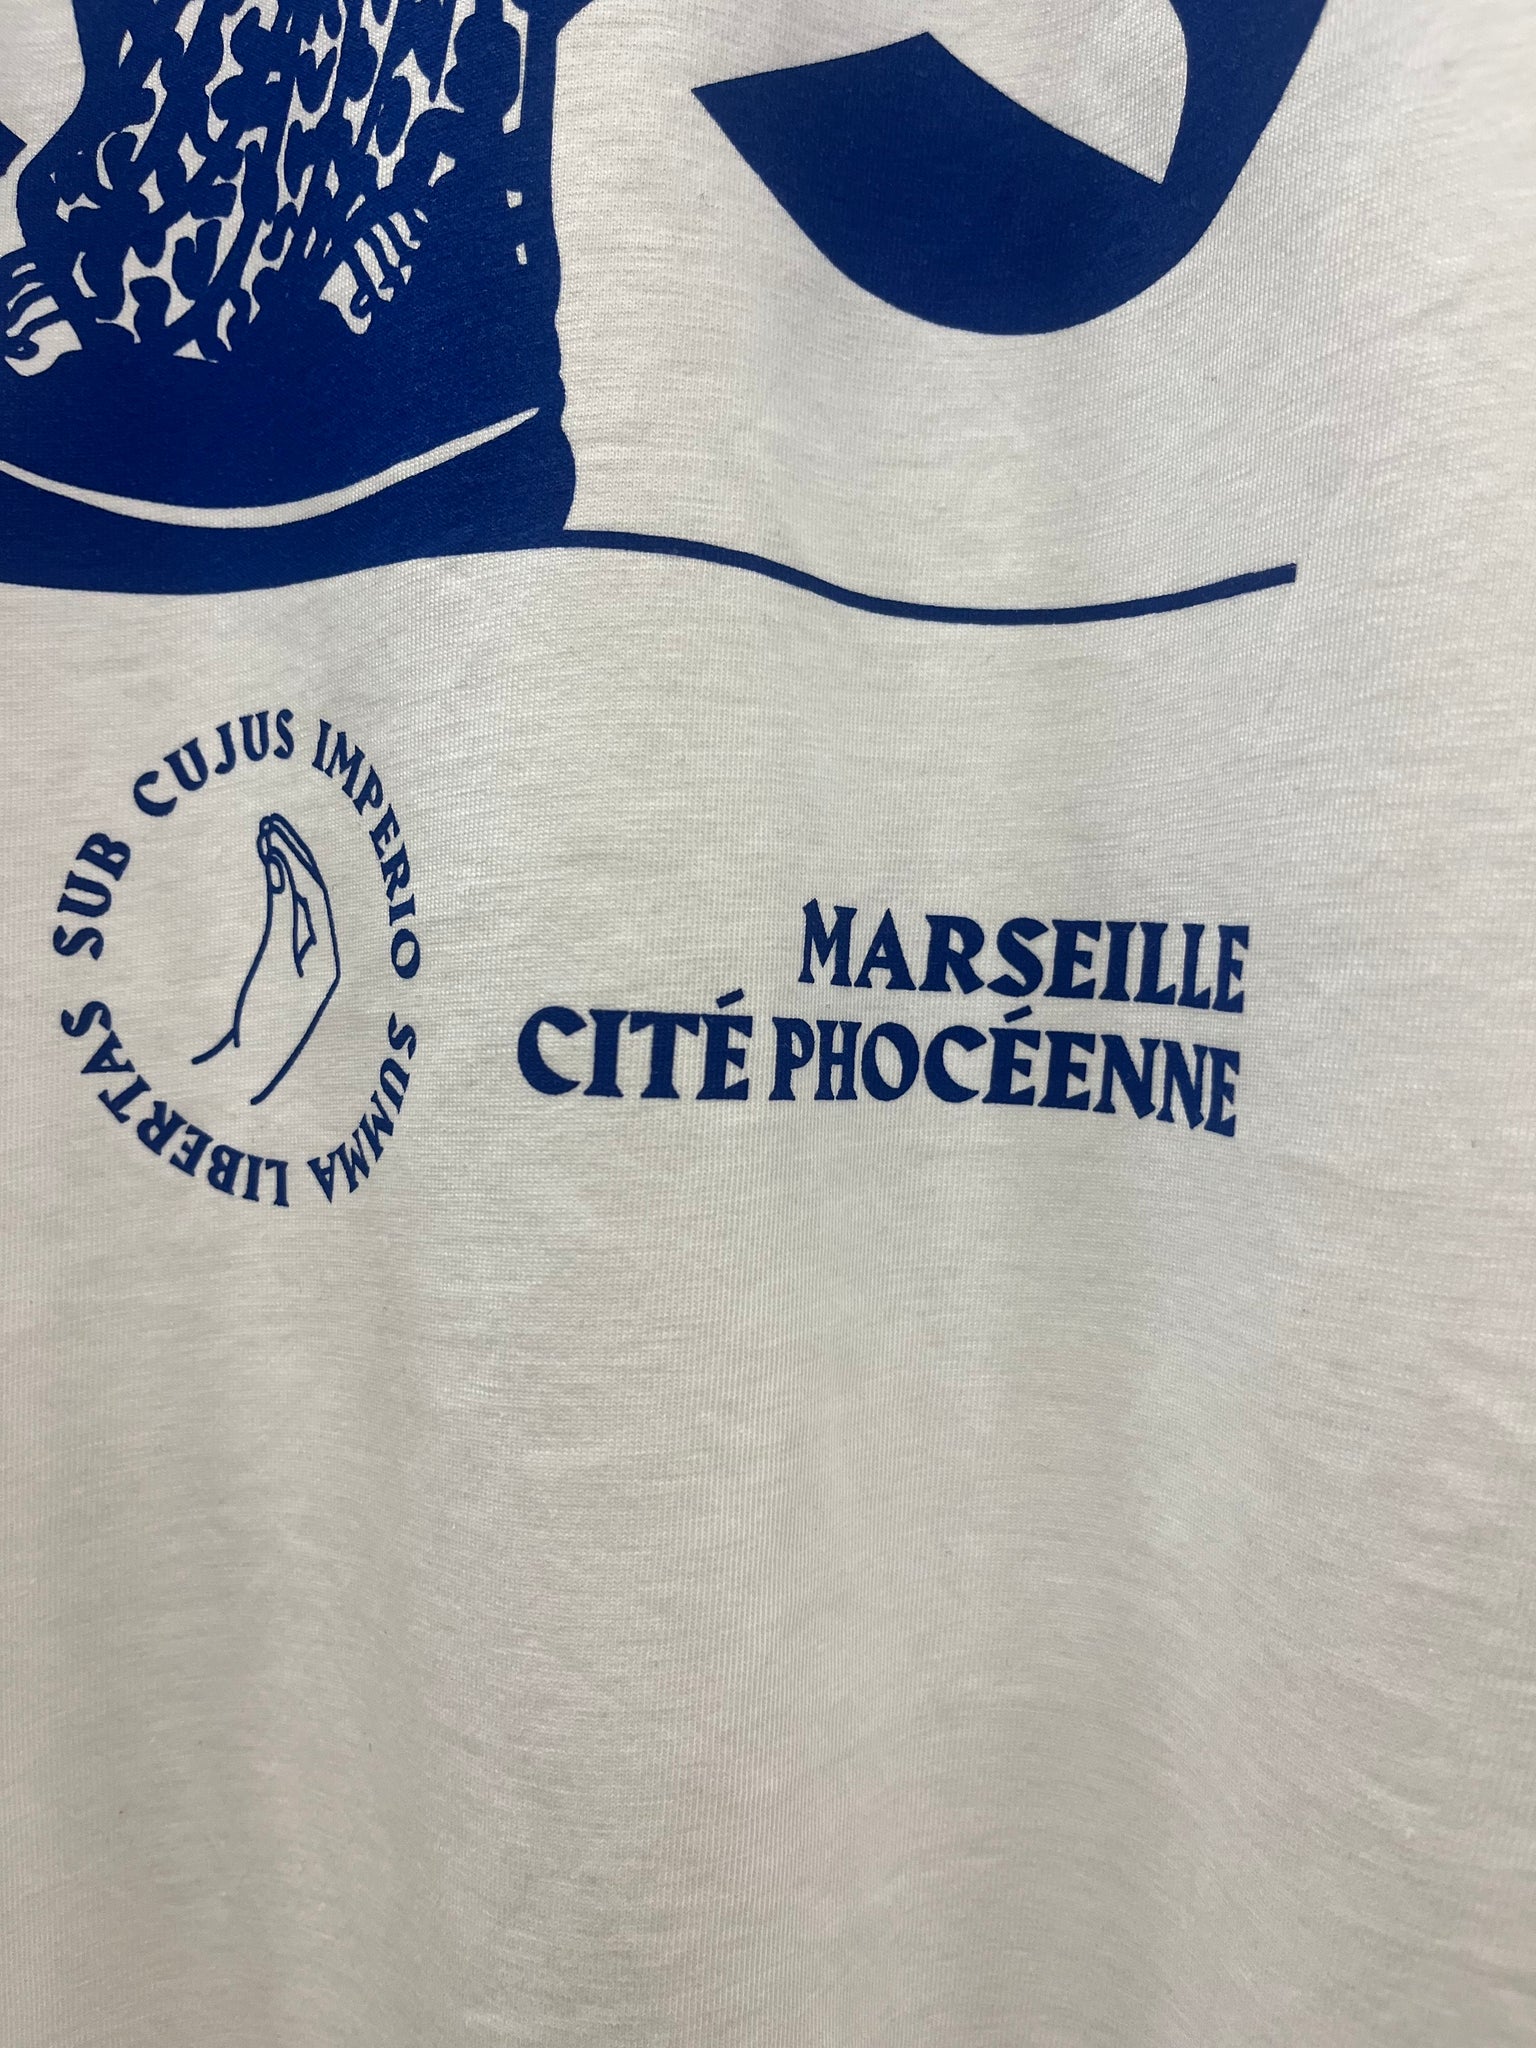 SUB CUJUS IMPERIO SUMMA LIBERTAS
MARSEILLE
CITÉ PHOCÉENNE